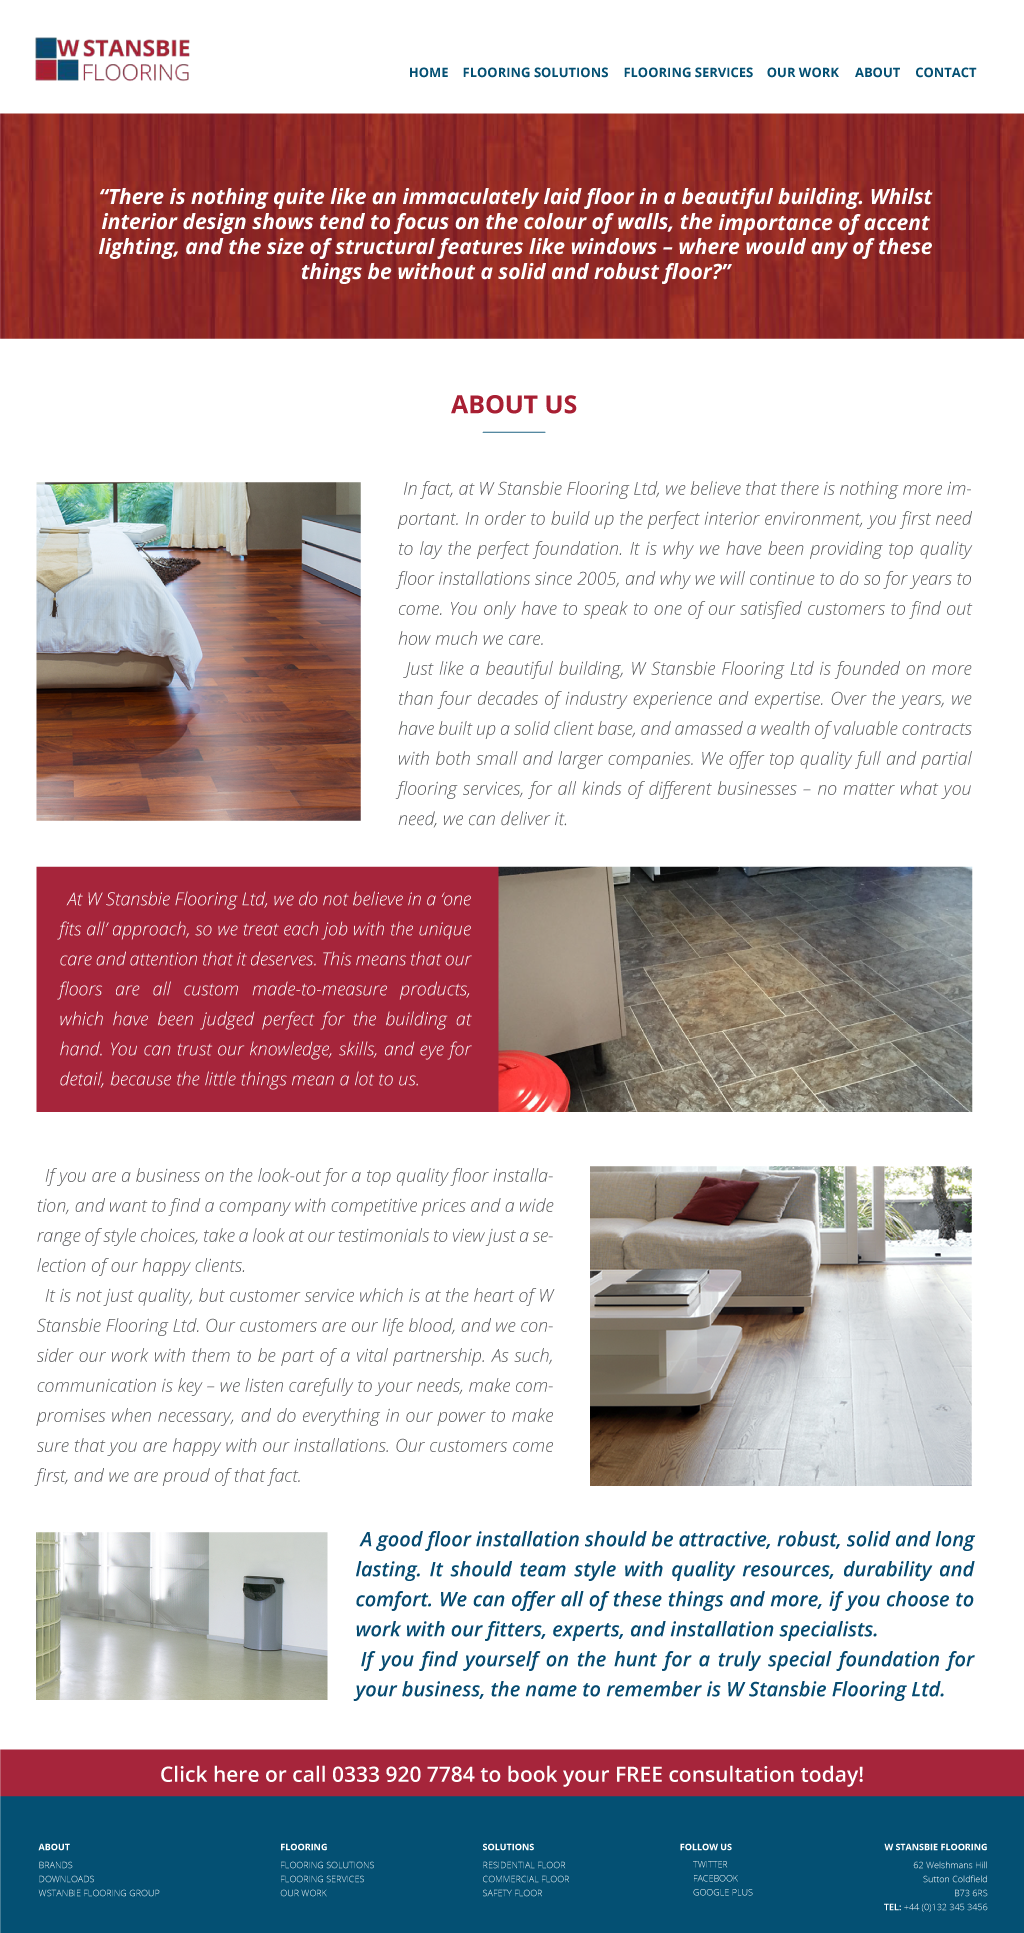 W STANSBIE
FLOORING
HOME FLOORING SOLUTIONS FLOORING SERVICES OUR WORK ABOUT CONTACT
“There is nothing quite like an immaculately laid floor in a beautiful building. Whilst
interior design shows tend to focus on the colour of walls, the importance of accent
lighting, and the size of structural features like windows – where would any of these
things be without a solid and robust floor?”
ABOUT US
In fact, at W Stansbie Flooring Ltd, we believe that there is nothing more im-
portant. In order to build up the perfect interior environment, you first need
to lay the perfect foundation. It is why we have been providing top quality
floor installations since 2005, and why we will continue to do so for years to
come. You only have to speak to one of our satisfied customers to find out
how much we care.
Just like a beautiful building, W Stansbie Flooring Ltd is founded on more
than four decades of industry experience and expertise. Over the years, we
have built up a solid client base, and amassed a wealth of valuable contracts
with both small and larger companies. We offer top quality full and partial
flooring services, for all kinds of different businesses – no matter what you
need, we can deliver it.
At W Stansbie Flooring Ltd, we do not believe in a ‘one
fits all’ approach, so we treat each job with the unique
care and attention that it deserves. This means that our
floors are all custom made-to-measure products,
which have been judged perfect for the building at
hand. You can trust our knowledge, skills, and eye for
detail, because the little things mean a lot to us.
If you are a business on the look-out for a top quality floor installa-
tion, and want to find a company with competitive prices and a wide
range of style choices, take a look at our testimonials to view just a se-
lection of our happy clients.
It is not just quality, but customer service which is at the heart of W
Stansbie Flooring Ltd. Our customers are our life blood, and we con-
sider our work with them to be part of a vital partnership. As such,
communication is key – we listen carefully to your needs, make com-
promises when necessary, and do everything in our power to make
sure that you are happy with our installations. Our customers come
first, and we are proud of that fact.
A good floor installation should be attractive, robust, solid and long
lasting. It should team style with quality resources, durability and
comfort. We can offer all of these things and more, if you choose to
work with our fitters, experts, and installation specialists.
If you find yourself on the hunt for a truly special foundation for
your business, the name to remember is W Stansbie Flooring Ltd.
Click here or call 0333 920 7784 to book your FREE consultation today!
ABOUT
BRANDS
DOWNLOADS
WSTANBIE FLOORING GROUP
FLOORING
FLOORING SOLUTIONS
FLOORING SERVICES
OUR WORK
SOLUTIONS
RESIDENTIAL FLOOR
COMMERCIAL FLOOR
SAFETY FLOOR
FOLLOW US
TWITTER
FACEBOOK
GOOGLE PLUS
W STANSBIE FLOORING
62 Welshmans Hill
Sutton Coldfield
B73 6RS
TEL: +44 (0)132 345 3456